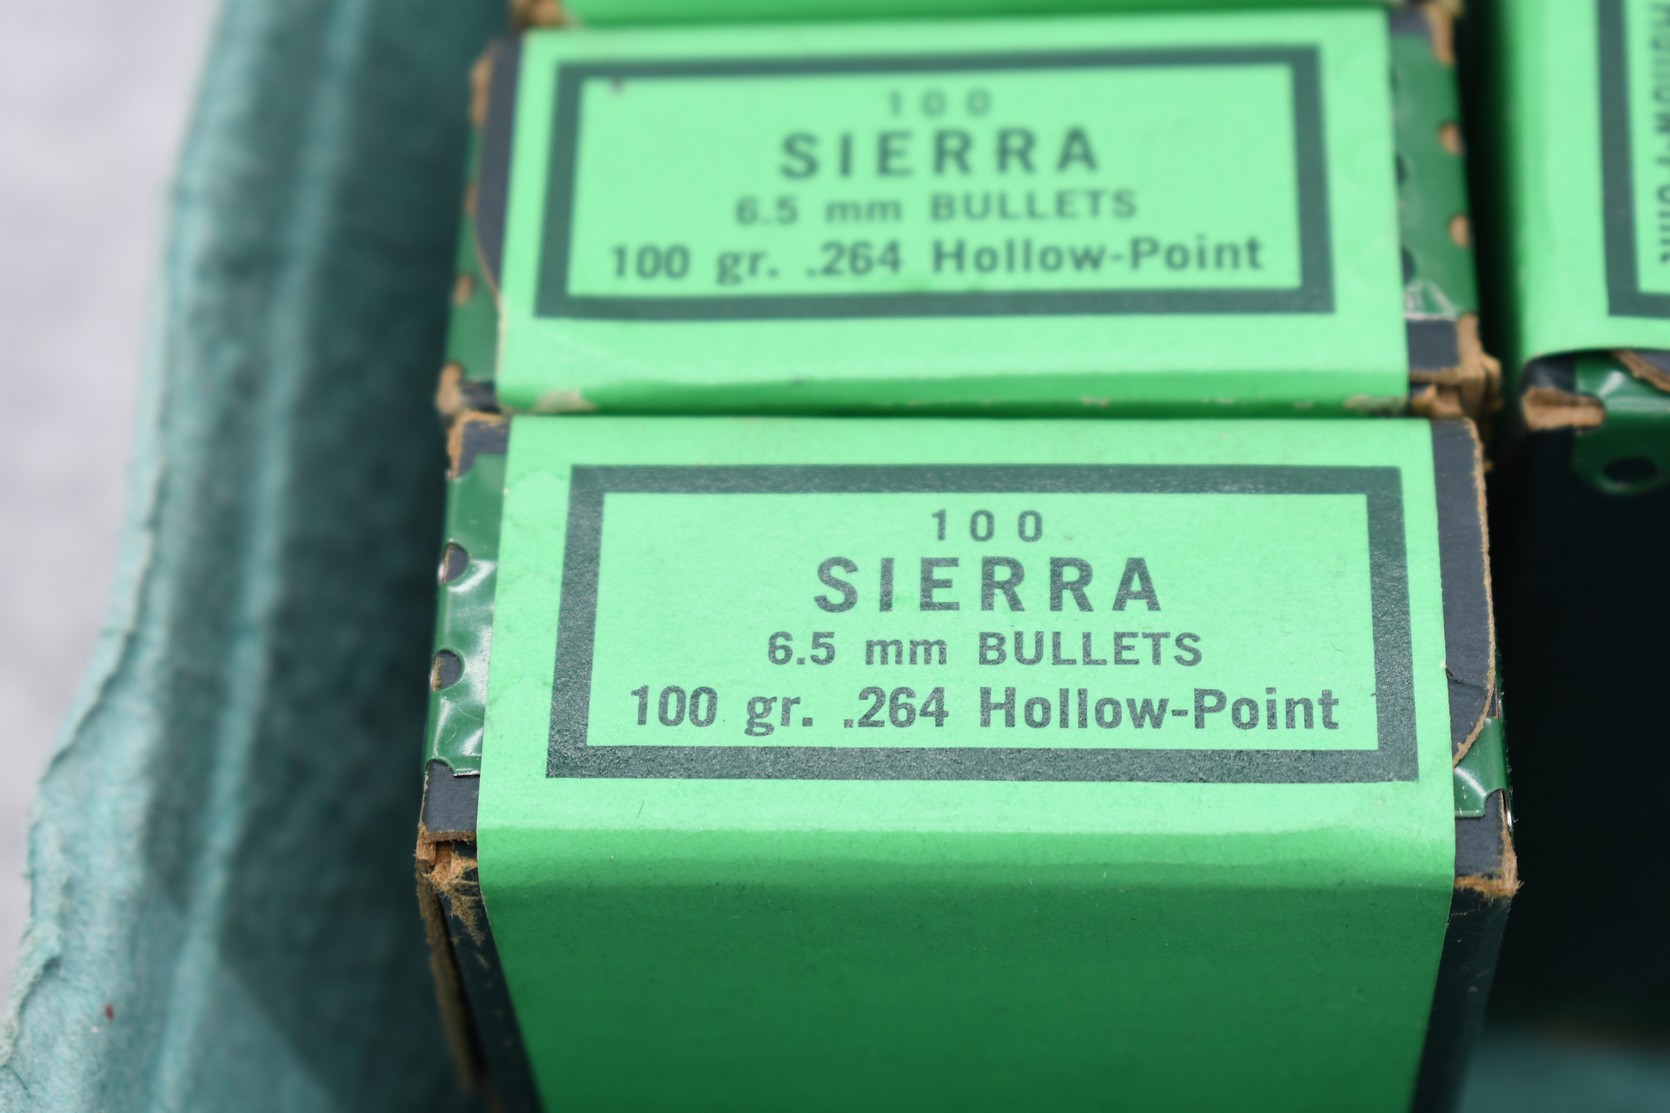 100
SIERRA
6.5 mm BULLETS
100 gr. .264 Hollow-Point
100
SIERRA
6.5 mm BULLETS
100 gr. .264 Hollow-Point